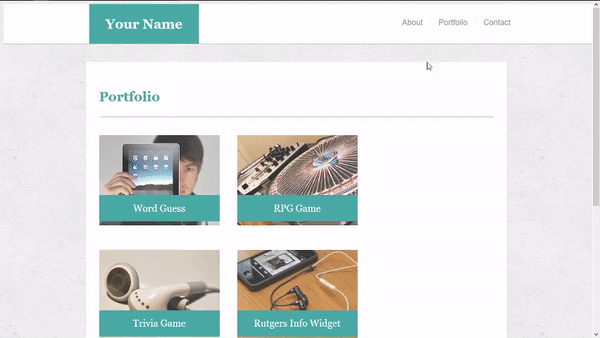 Your Name
About
Portfolio
Contact
Portfolio
Word Guess
RPG Game
Trivia Game
Rutgers Info Widget